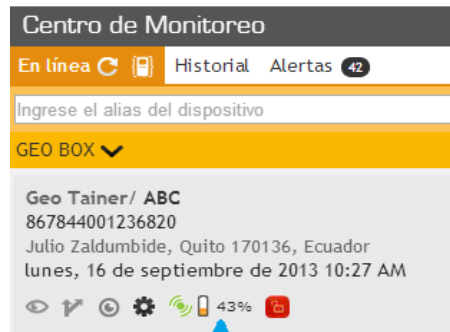 Centro de Monitoreo
En línea Historial Alertas 42
Ingrese el alias del dispositivo
GEO BOX
Geo Tainer/ ABC
867844001236820
Julio Zaldumbide, Quito 170136, Ecuador
lunes, 16 de septiembre de 2013 10:27 AM
43%